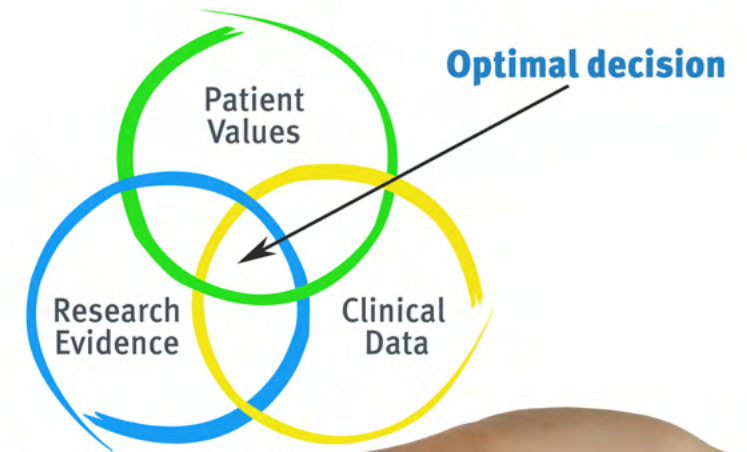 Optimal decision
Patient
Values
Research
Evidence
Clinical
Data